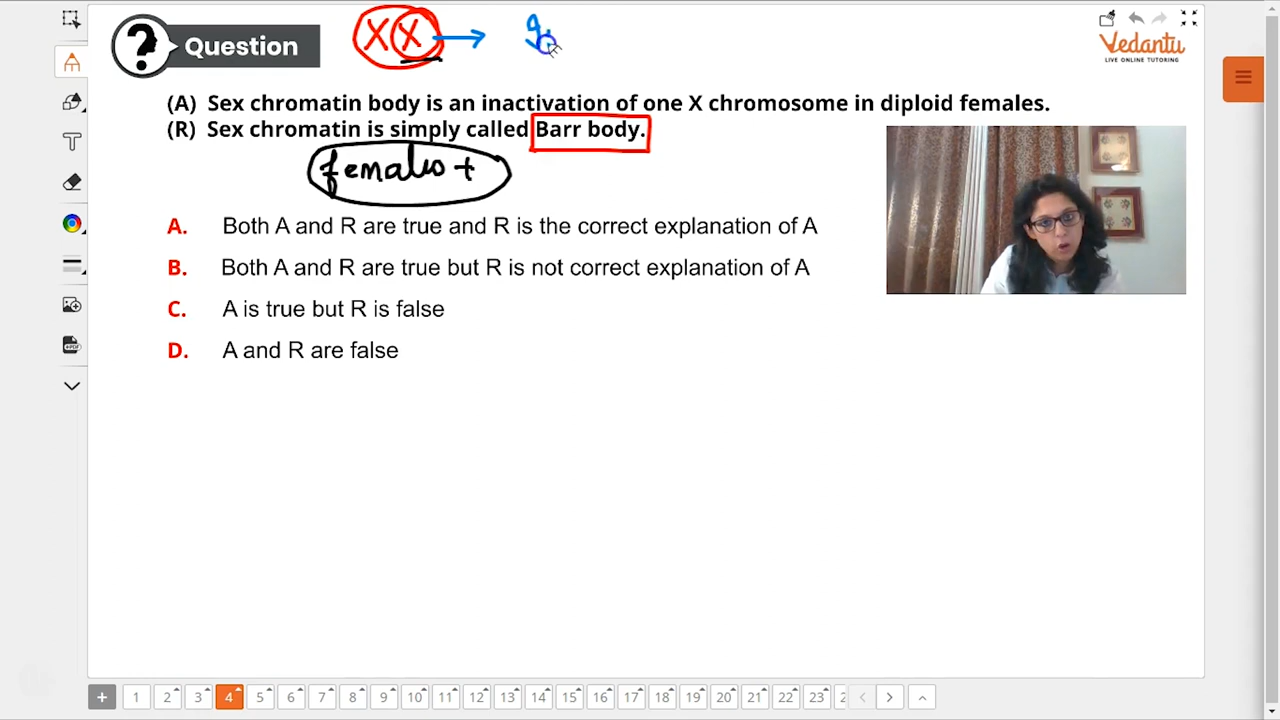 ? Question
X X
Vedantu
LIVE ONLINE TUTORING
(A) Sex chromatin body is an inactivation of one X chromosome in diploid females.
(R) Sex chromatin is simply called Barr body.
females +
A. Both A and R are true and R is the correct explanation of A
B. Both A and R are true but R is not correct explanation of A
C. A is true but R is false
D. A and R are false
+ 1 2 3 4 5 6 7 8 9 10 11 12 13 14 15 16 17 18 19 20 21 22 23